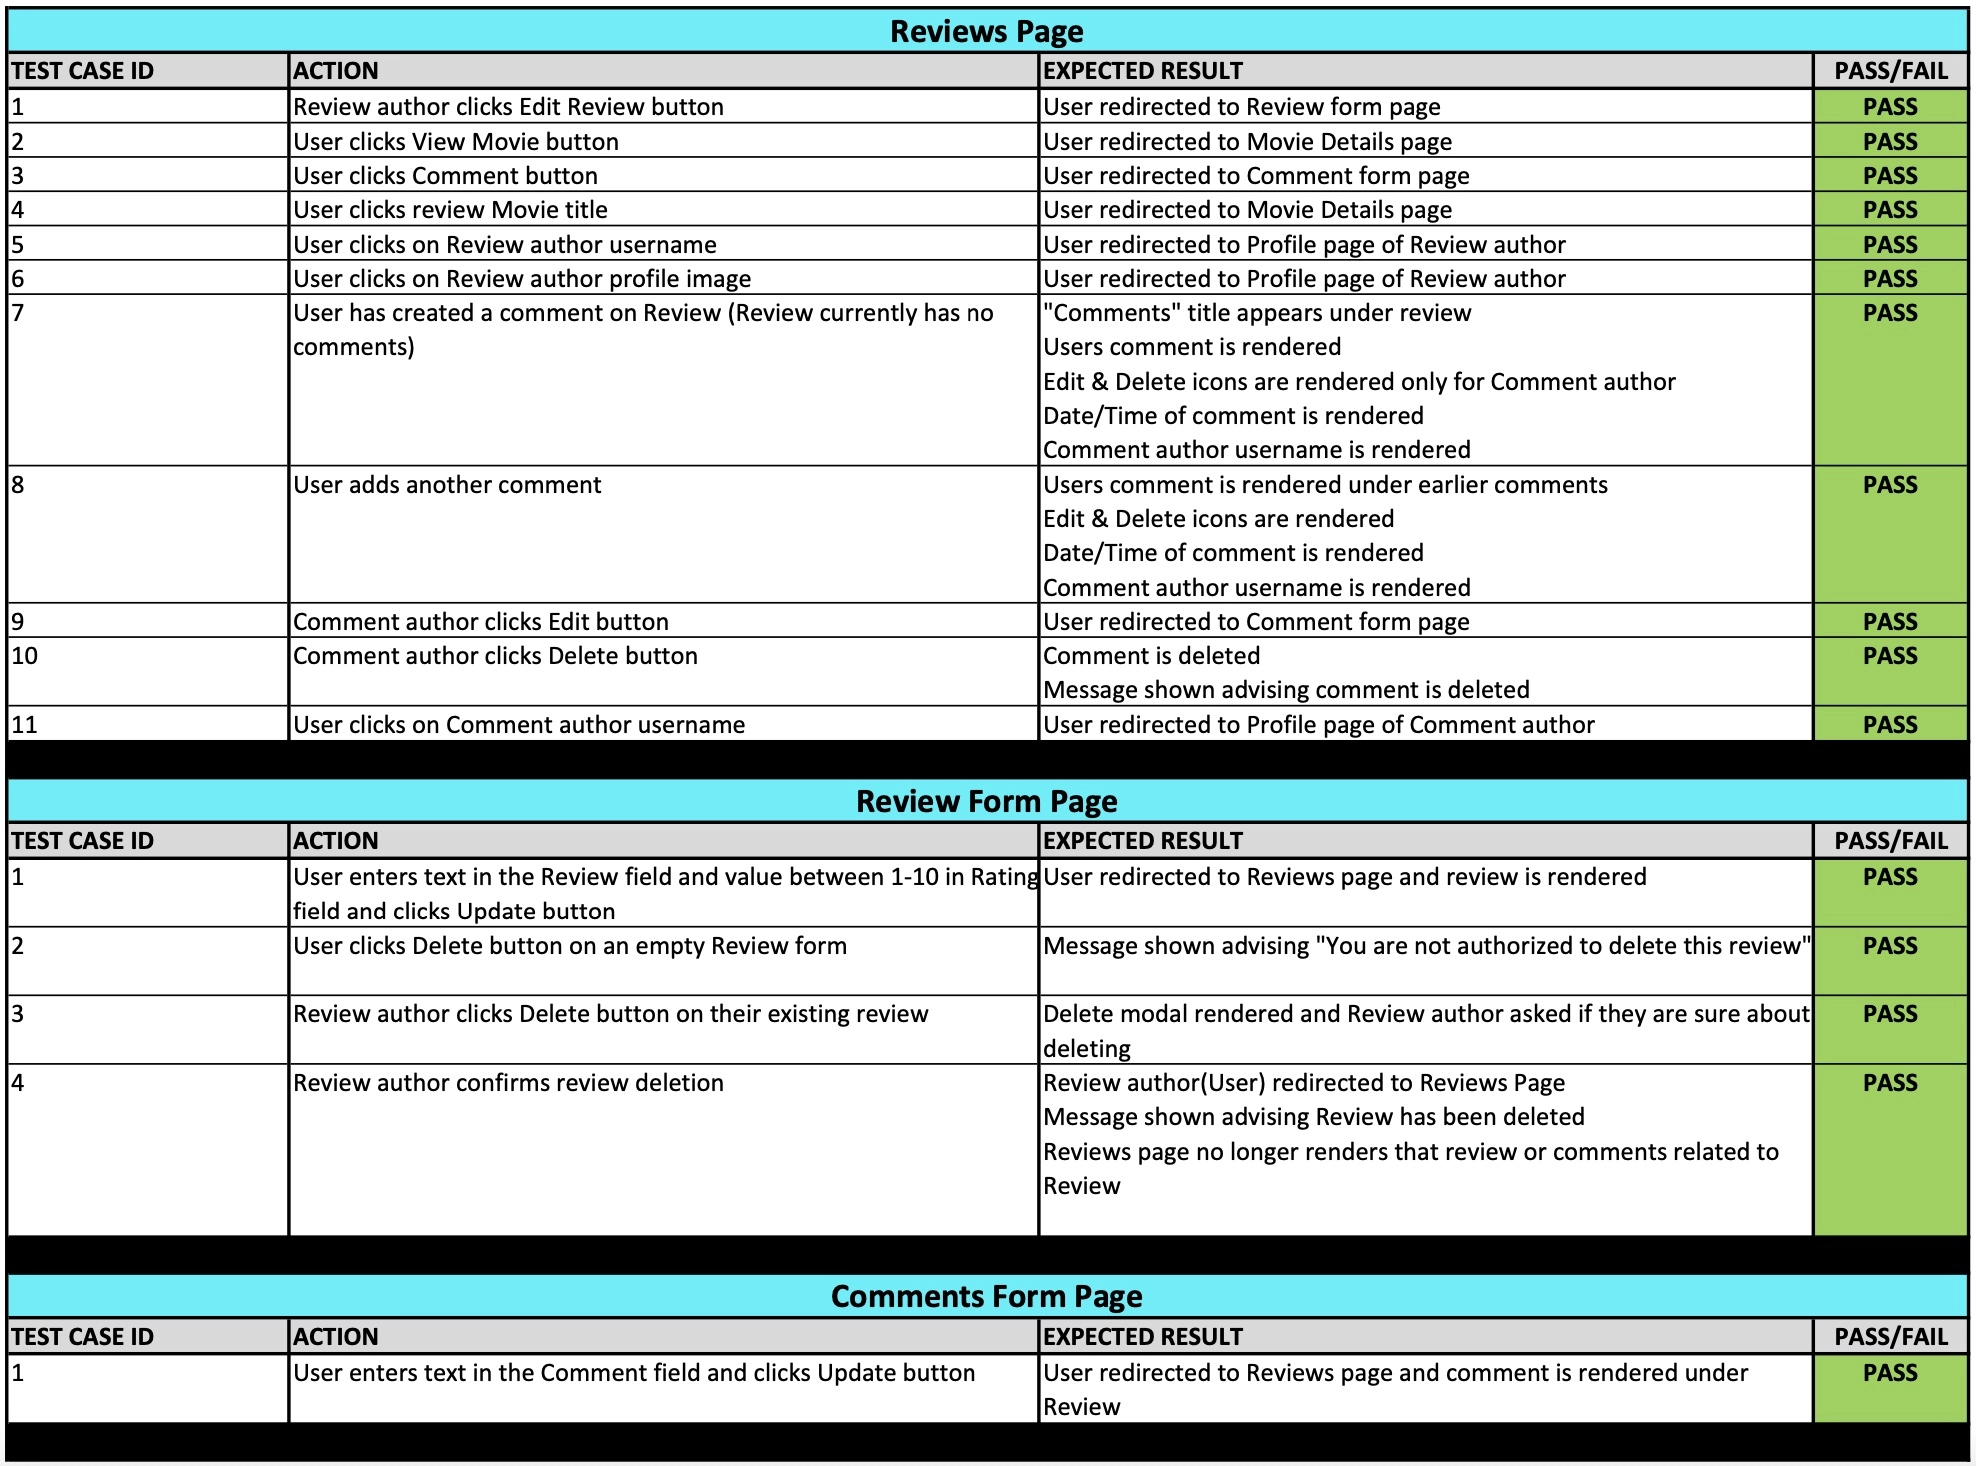 Reviews Page
TEST CASE ID ACTION EXPECTED RESULT PASS/FAIL
1 Review author clicks Edit Review button User redirected to Review form page PASS
2 User clicks View Movie button User redirected to Movie Details page PASS
3 User clicks Comment button User redirected to Comment form page PASS
4 User clicks review Movie title User redirected to Movie Details page PASS
5 User clicks on Review author username User redirected to Profile page of Review author PASS
6 User clicks on Review author profile image User redirected to Profile page of Review author PASS
7 User has created a comment on Review (Review currently has no "Comments" title appears under review PASS
comments) Users comment is rendered
Edit & Delete icons are rendered only for Comment author
Date/Time of comment is rendered
Comment author username is rendered
8 User adds another comment Users comment is rendered under earlier comments PASS
Edit & Delete icons are rendered
Date/Time of comment is rendered
Comment author username is rendered
9 Comment author clicks Edit button User redirected to Comment form page PASS
10 Comment author clicks Delete button Comment is deleted PASS
Message shown advising comment is deleted
11 User clicks on Comment author username User redirected to Profile page of Comment author PASS
Review Form Page
TEST CASE ID ACTION EXPECTED RESULT PASS/FAIL
1 User enters text in the Review field and value between 1-10 in Rating User redirected to Reviews page and review is rendered PASS
field and clicks Update button
2 User clicks Delete button on an empty Review form Message shown advising "You are not authorized to delete this review" PASS
3 Review author clicks Delete button on their existing review Delete modal rendered and Review author asked if they are sure about PASS
deleting
4 Review author confirms review deletion Review author(User) redirected to Reviews Page PASS
Message shown advising Review has been deleted
Reviews page no longer renders that review or comments related to
Review
Comments Form Page
TEST CASE ID ACTION EXPECTED RESULT PASS/FAIL
1 User enters text in the Comment field and clicks Update button User redirected to Reviews page and comment is rendered under PASS
Review